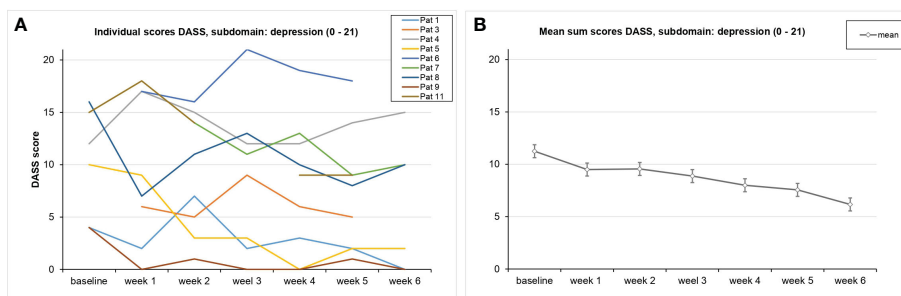 A
Individual scores DASS, subdomain: depression (0 - 21)
Pat 1
Pat 3
Pat 4
Pat 5
Pat 6
Pat 7
Pat 8
Pat 9
Pat 11
DASS score
20
15
10
5
0
baseline week 1 week 2 weel 3 week 4 week 5 week 6
B
Mean sum scores DASS, subdomain: depression (0 - 21)
mean
20
15
10
5
0
baseline week 1 week 2 weel 3 week 4 week 5 week 6